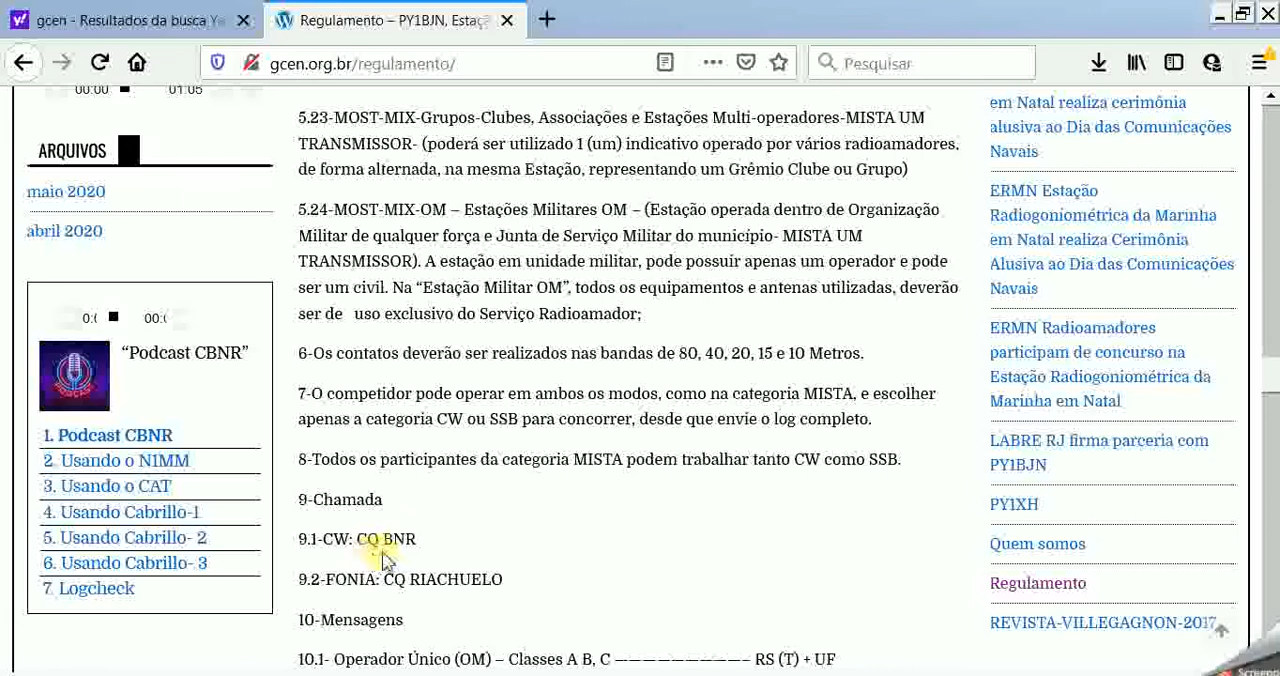 gcen - Resultados da busca Ya
Regulamento – PY1BJN, Estaç
gcen.org.br/regulamento/
Pesquisar
00:00 01:05
ARQUIVOS
maio 2020
abril 2020
0:( 00:(
“Podcast CBNR”
1. Podcast CBNR
2. Usando o N1MM
3. Usando o CAT
4. Usando Cabrillo-1
5. Usando Cabrillo- 2
6. Usando Cabrillo- 3
7. Logcheck
5.23-MOST-MIX-Grupos-Clubes, Associações e Estações Multi-operadores-MISTA UM
TRANSMISSOR- (poderá ser utilizado 1 (um) indicativo operado por vários radioamadores,
de forma alternada, na mesma Estação, representando um Grêmio Clube ou Grupo)
5.24-MOST-MIX-OM – Estações Militares OM – (Estação operada dentro de Organização
Militar de qualquer força e Junta de Serviço Militar do município- MISTA UM
TRANSMISSOR). A estação em unidade militar, pode possuír apenas um operador e pode
ser um civil. Na “Estação Militar OM”, todos os equipamentos e antenas utilizadas, deverão
ser de uso exclusivo do Serviço Radioamador;
6-Os contatos deverão ser realizados nas bandas de 80, 40, 20, 15 e 10 Metros.
7-O competidor pode operar em ambos os modos, como na categoria MISTA, e escolher
apenas a categoria CW ou SSB para concorrer, desde que envie o log completo.
8-Todos os participantes da categoria MISTA podem trabalhar tanto CW como SSB.
9-Chamada
9.1-CW: CQ BNR
9.2-FONIA: CQ RIACHUELO
10-Mensagens
10.1- Operador Único (OM) – Classes A B, C ———————— RS (T) + UF
em Natal realiza cerimônia
alusiva ao Dia das Comunicações
Navais
ERMN Estação
Radiogoniométrica da Marinha
em Natal realiza Cerimônia
Alusiva ao Dia das Comunicações
Navais
ERMN Radioamadores
participam de concurso na
Estação Radiogoniométrica da
Marinha em Natal
LABRE RJ firma parceria com
PY1BJN
PY1XH
Quem somos
Regulamento
REVISTA-VILLEGAGNON-2017